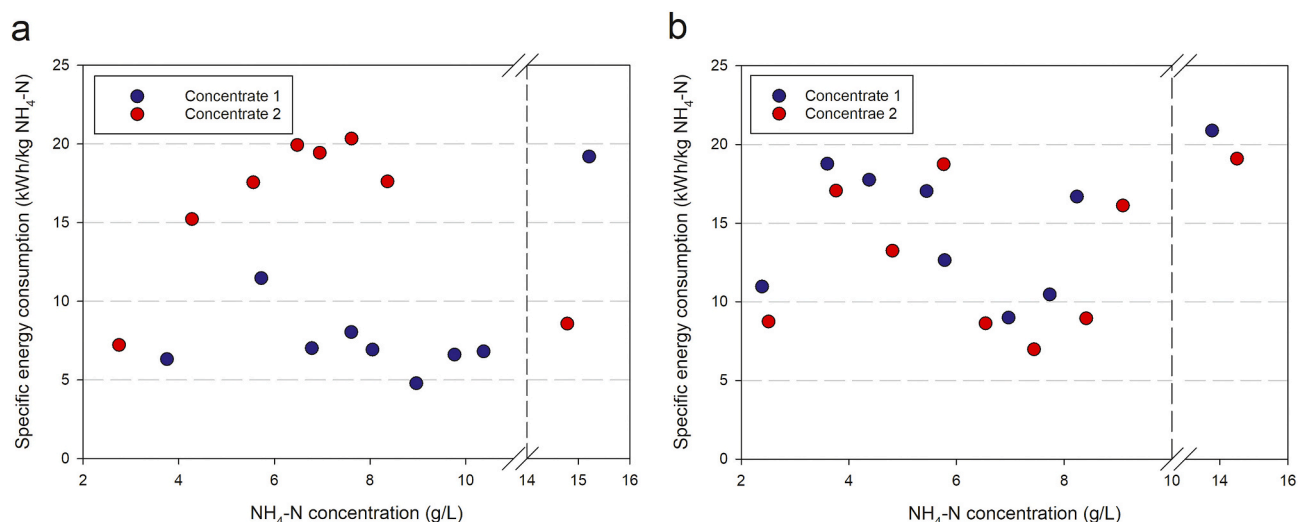 a
Specific energy consumption (kWh/kg NH4-N)
25
20
15
10
5
0
Concentrate 1
Concentrate 2
2 4 6 8 10 14 15 16
NH4-N concentration (g/L)
b
Specific energy consumption (kWh/kg NH4-N)
25
20
15
10
5
0
Concentrate 1
Concentrae 2
2 4 6 8 10 14 16
NH4-N concentration (g/L)